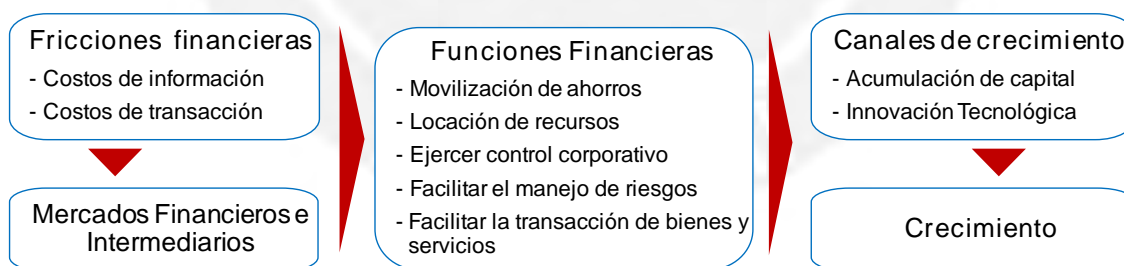 Fricciones financieras
- Costos de información
- Costos de transacción
Mercados Financieros e
Intermediarios
Funciones Financieras
- Movilización de ahorros
- Locación de recursos
- Ejercer control corporativo
- Facilitar el manejo de riesgos
- Facilitar la transacción de bienes y
servicios
Canales de crecimiento
- Acumulación de capital
- Innovación Tecnológica
Crecimiento